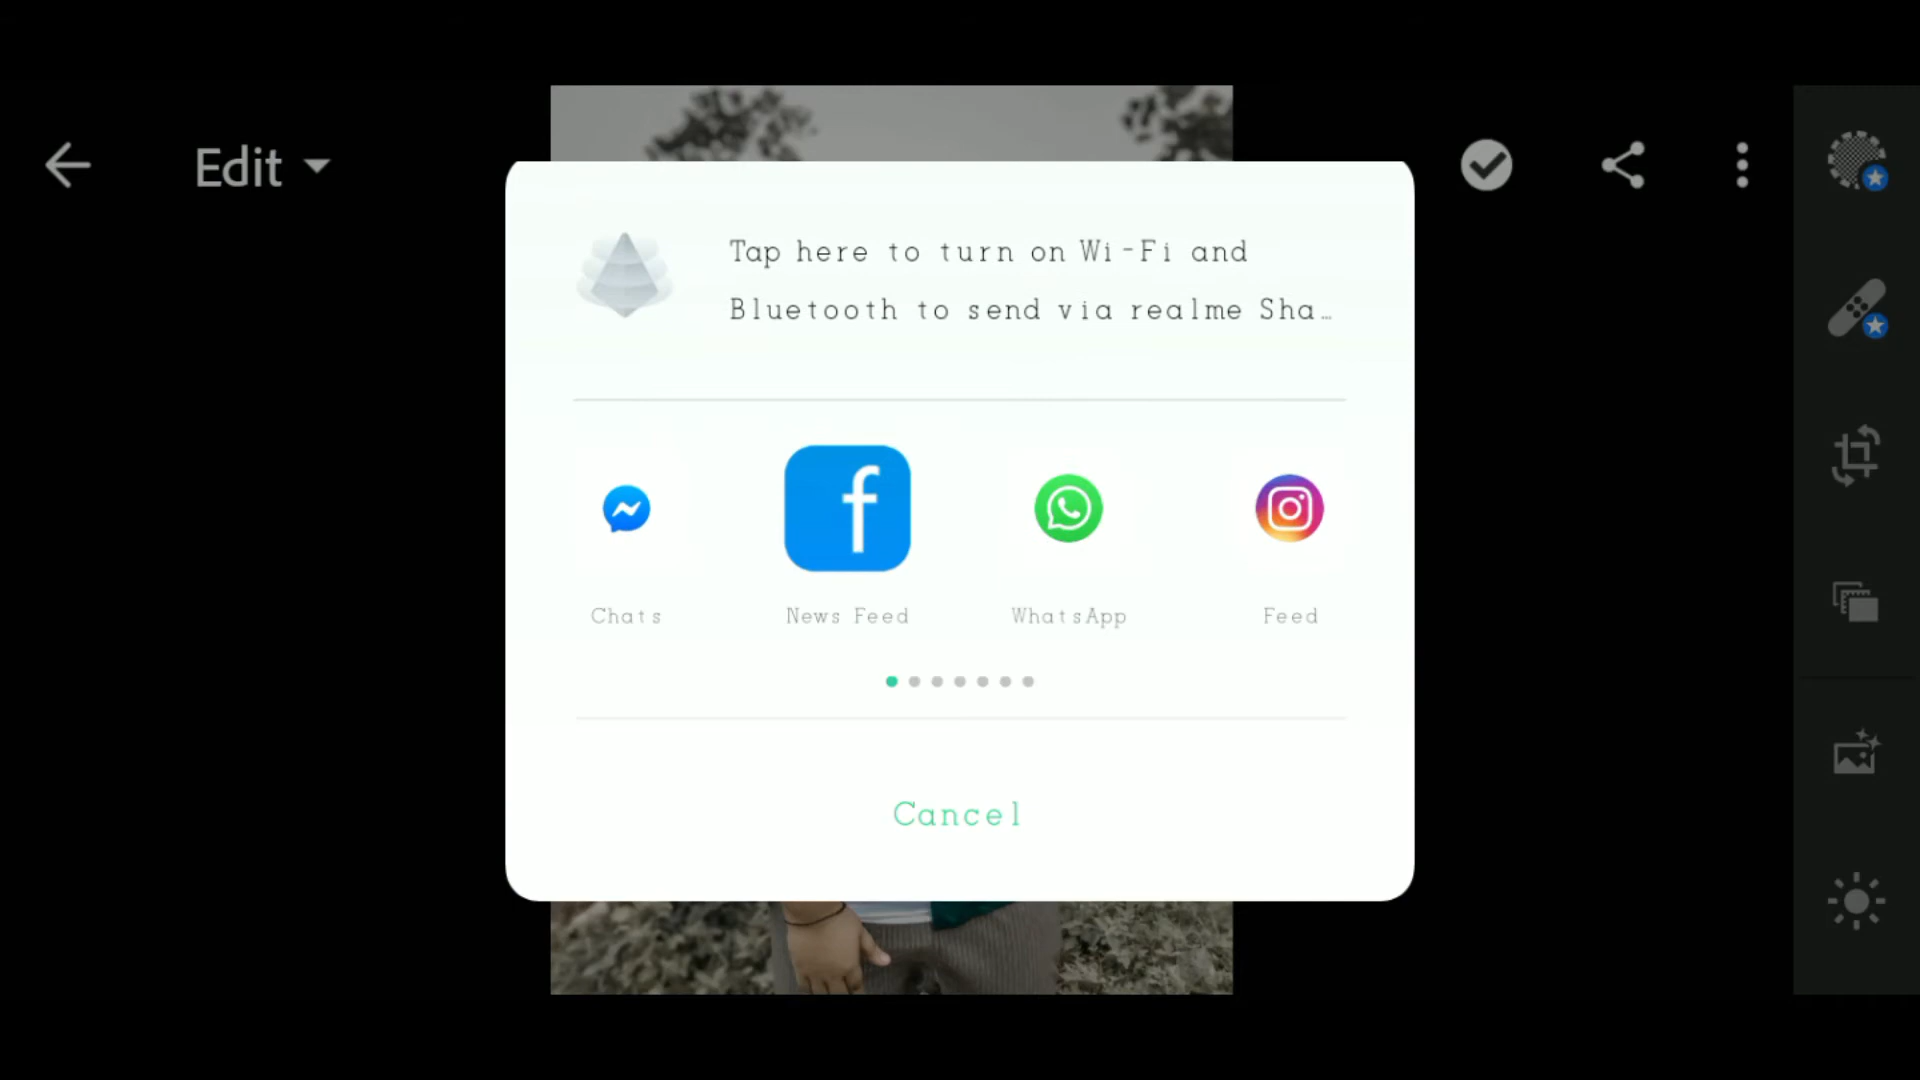 Edit
Tap here to turn on Wi-Fi and
Bluetooth to send via realme Sha…
Chats
News Feed
WhatsApp
Feed
Cancel